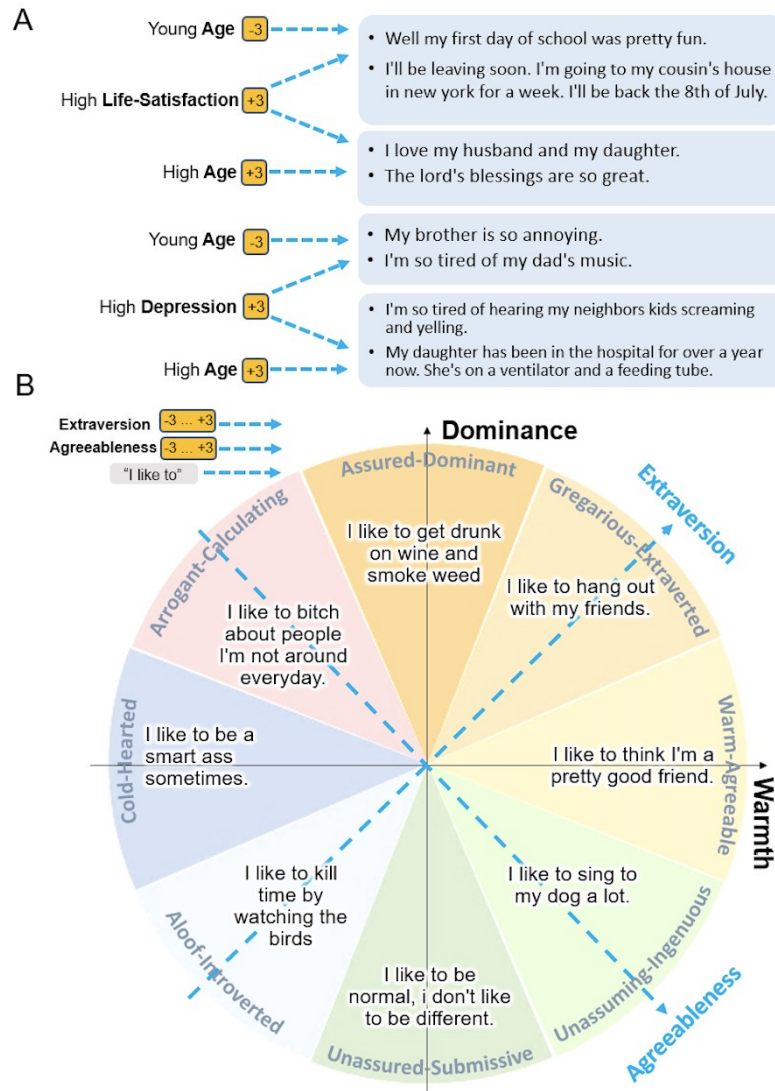 A
Young Age -3
• Well my first day of school was pretty fun.
• I'll be leaving soon. I'm going to my cousin's house
in new york for a week. I'll be back the 8th of July.
High Life-Satisfaction +3
• I love my husband and my daughter.
• The lord's blessings are so great.
High Age +3
Young Age -3
• My brother is so annoying.
• I'm so tired of my dad's music.
High Depression +3
• I'm so tired of hearing my neighbors kids screaming
and yelling.
• My daughter has been in the hospital for over a year
now. She's on a ventilator and a feeding tube.
High Age +3
B
Extraversion -3 ... +3
Agreeableness -3 ... +3
"I like to"
Dominance
Assured-Dominant
I like to get drunk
on wine and
smoke weed
Extraversion
Gregarious-Extraverted
I like to hang out
with my friends.
Arrogant-Calculating
I like to bitch
about people
I'm not around
everyday.
Cold-Hearted
I like to be a
smart ass
sometimes.
I like to think I'm a
pretty good friend.
Warm-Agreeable
Warmth
I like to kill
time by
watching the
birds
Aloof-Introverted
I like to sing to
my dog a lot.
Unassuming-Ingenuous
Agreeableness
I like to be
normal, i don't like
to be different.
Unassured-Submissive